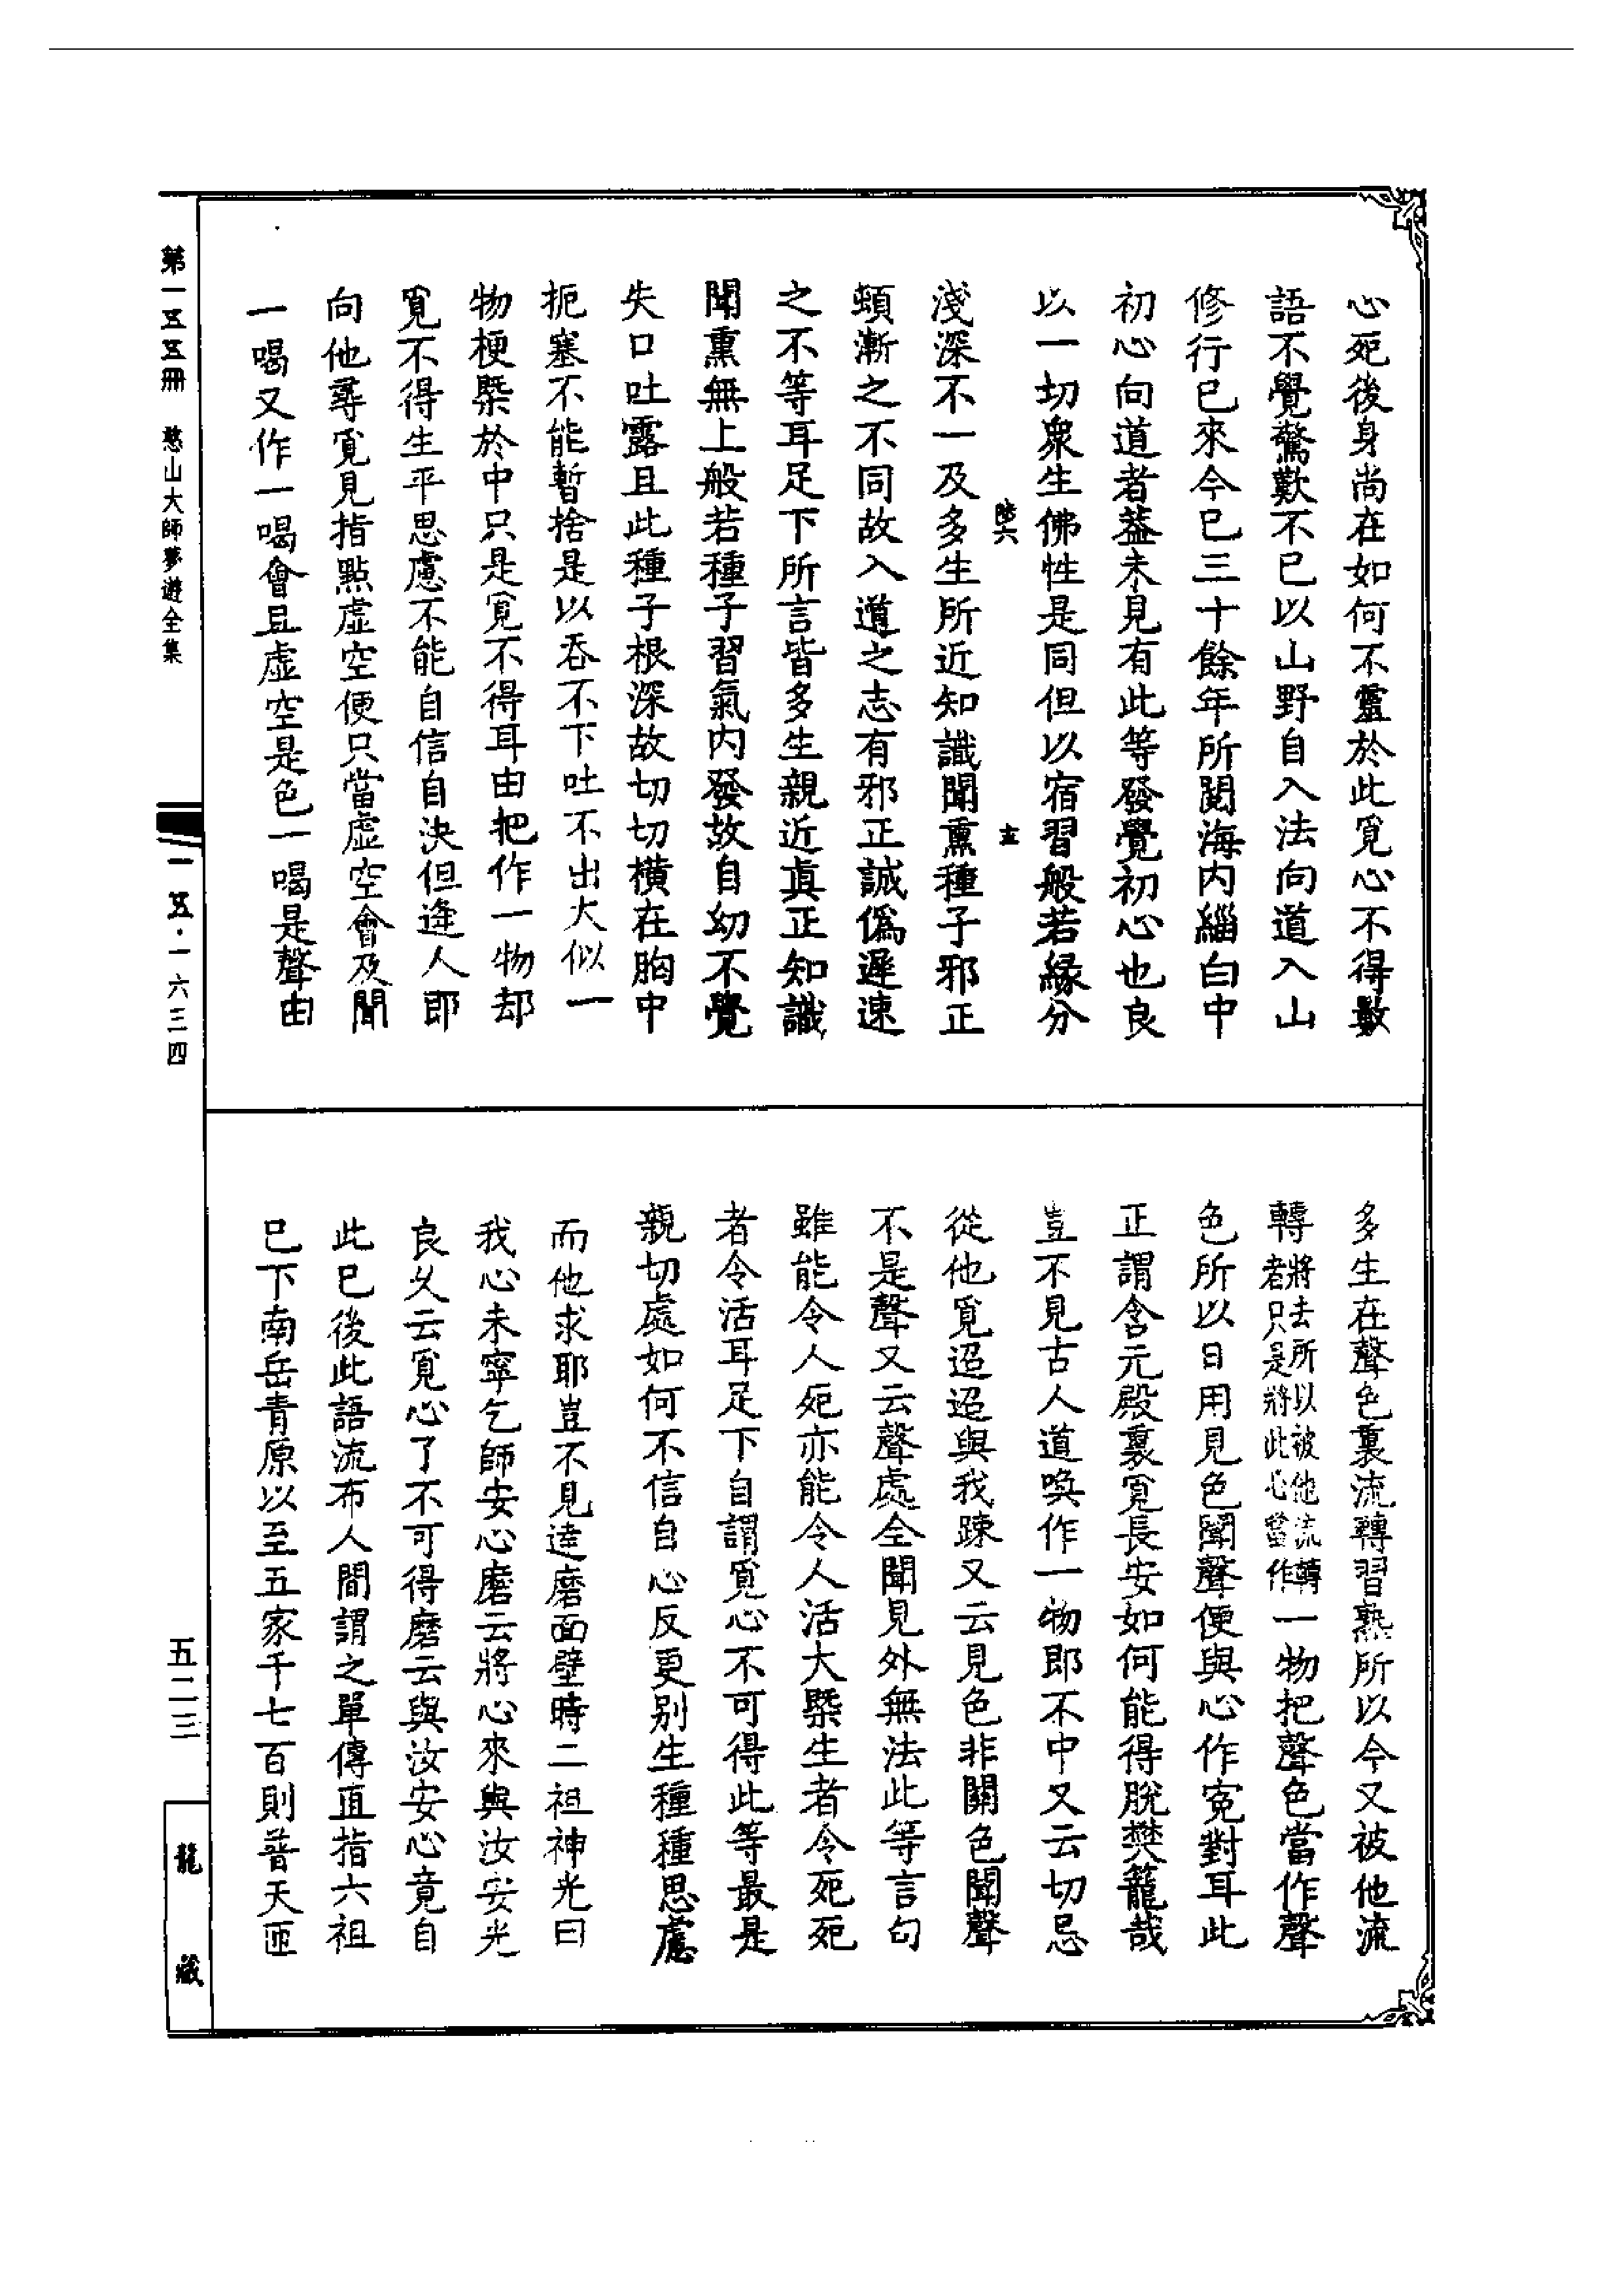 心死後身尚在如何不靈於此覓心不得數
語不覺驚歎不已以山野自入法向道入山
修行已來今已三十餘年所閱海內緇白中
初心向道者葢未見有此等發覺初心也良
以一切衆生佛性是同但以宿習般若緣分
淺深不一及多生所近知識聞熏種子邪正
頓漸之不同故入道之志有邪正誠僞遲速
之不等耳足下所言皆多生親近眞正知識
聞熏無上般若種子習氣內發故自幼不覺
失口吐露且此種子根深故切切橫在胸中
扼塞不能暫捨是以吞不下吐不出大似一
物梗槩於中只是覓不得耳由把作一物却
覓不得生平思慮不能自信自決但逢人即
向他尋覓見指點虛空便只當虛空會及聞
一喝又作一喝會且虛空是色一喝是聲由
多生在聲色裏流轉習熟所以今又被他流
轉將去所以被他流轉者只是將此心當作一物把聲色當作聲
色所以日用見色聞聲便與心作寃對耳此
正謂含元殿裏覓長安如何能得脫樊籠哉
豈不見古人道喚作一物即不中又云切忌
從他覓迢迢與我疎又云見色非關色聞聲
不是聲又云聲處全聞見外無法此等言句
雖能令人死亦能令人活大槩生者令死死
者令活耳足下自謂覓心不可得此等最是
親切處如何不信自心反更別生種種思慮
而他求耶豈不見達磨面壁時二祖神光曰
我心未寧乞師安心磨云將心來與汝安光
良乆云覓心了不可得磨云與汝安心竟自
此已後此語流布人間謂之單傳直指六祖
已下南岳青原以至五家千七百則普天匝
第一五五冊　憨山大師夢遊全集
一五·一六三四
五二三
龍藏